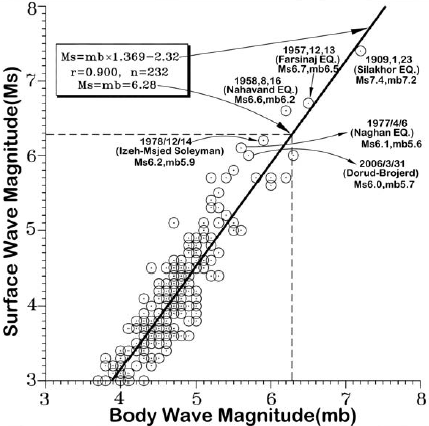 8
7
6
5
4
3
Surface Wave Magnitude(Ms)
Ms=mb×1.369-2.32
r=0.900, n=232
Ms=mb=6.28
1957,12,13
(Farsinaj EQ.)
Ms6.7,mb6.5
1909,1,23
(Silakhor EQ.)
Ms7.4,mb7.2
1958,8,16
(Nahavand EQ.)
Ms6.6,mb6.2
1977/4/6
(Naghan EQ.)
Ms6.1,mb5.6
1978/12/14
(Izeh-Msjed Soleyman)
Ms6.2,mb5.9
2006/3/31
(Dorud-Brojerd)
Ms6.0,mb5.7
3 4 5 6 7 8
Body Wave Magnitude(mb)